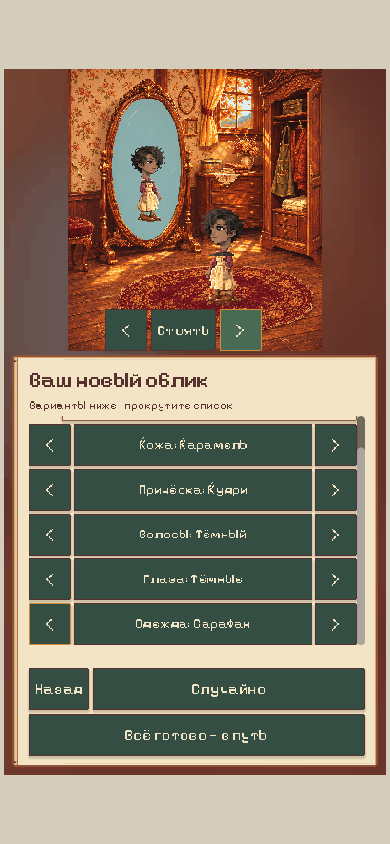 <
Стоять
>
Ваш новый облик
Варианты ниже прокрутите список
< Кожа: Карамель >
< Причёска: Кудри >
< Волосы: Тёмный >
< Глаза: Тёмные >
< Одежда: Сарафан >
Назад Случайно
Всё готово – в путь